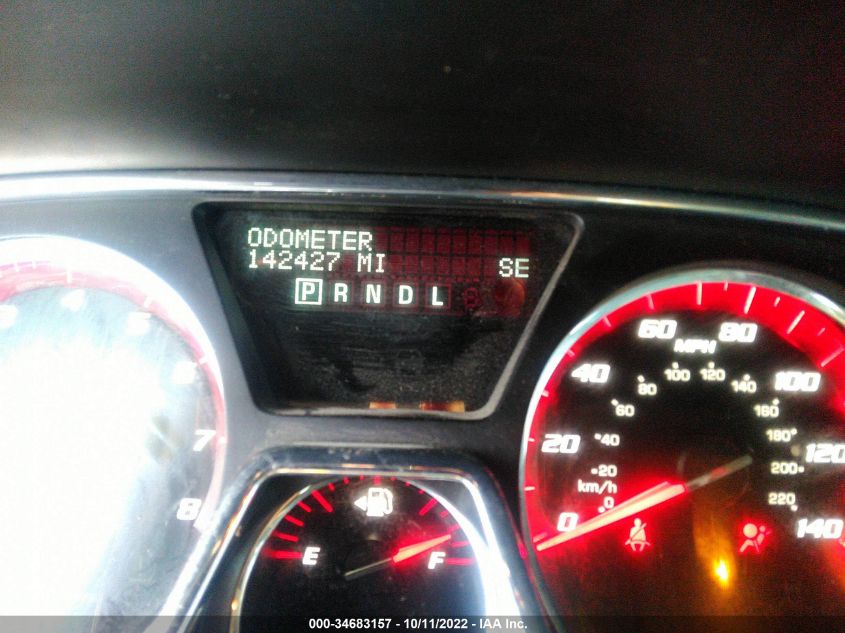 ODOMETER
142427 MI SE
P R N D L
7
8
E F
0 20 40 60 80 100 120 140
MPH
0 20 40 60 80 100 120 140 160 180 200 220
km/h
000-34683157 - 10/11/2022 - IAA Inc.